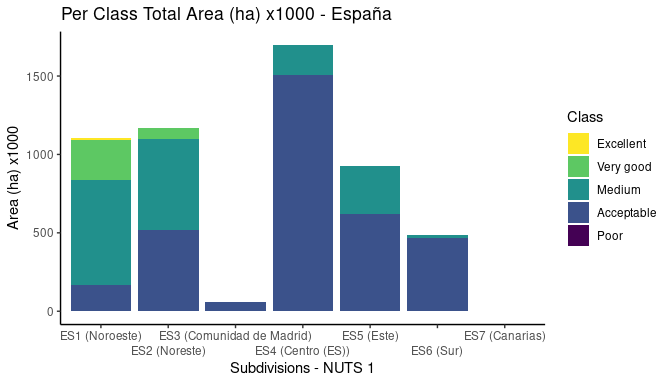 Per Class Total Area (ha) x1000 - España
Area (ha) x1000
1500
1000
500
0
ES1 (Noroeste)
ES2 (Noreste)
ES3 (Comunidad de Madrid)
ES4 (Centro (ES))
ES5 (Este)
ES6 (Sur)
ES7 (Canarias)
Subdivisions - NUTS 1
Class
Excellent
Very good
Medium
Acceptable
Poor